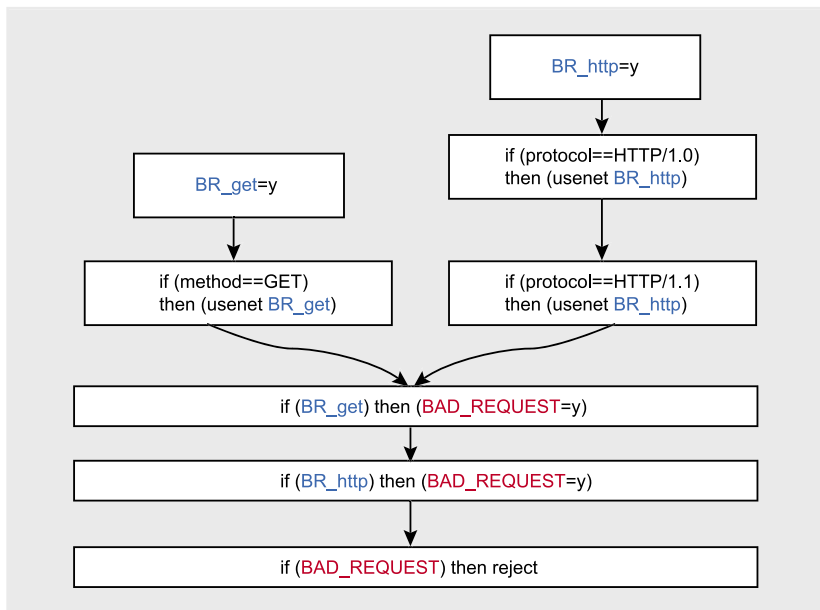 BR_http=y
if (protocol==HTTP/1.0)
then (usenet BR_http)
BR_get=y
if (method==GET)
then (usenet BR_get)
if (protocol==HTTP/1.1)
then (usenet BR_http)
if (BR_get) then (BAD_REQUEST=y)
if (BR_http) then (BAD_REQUEST=y)
if (BAD_REQUEST) then reject